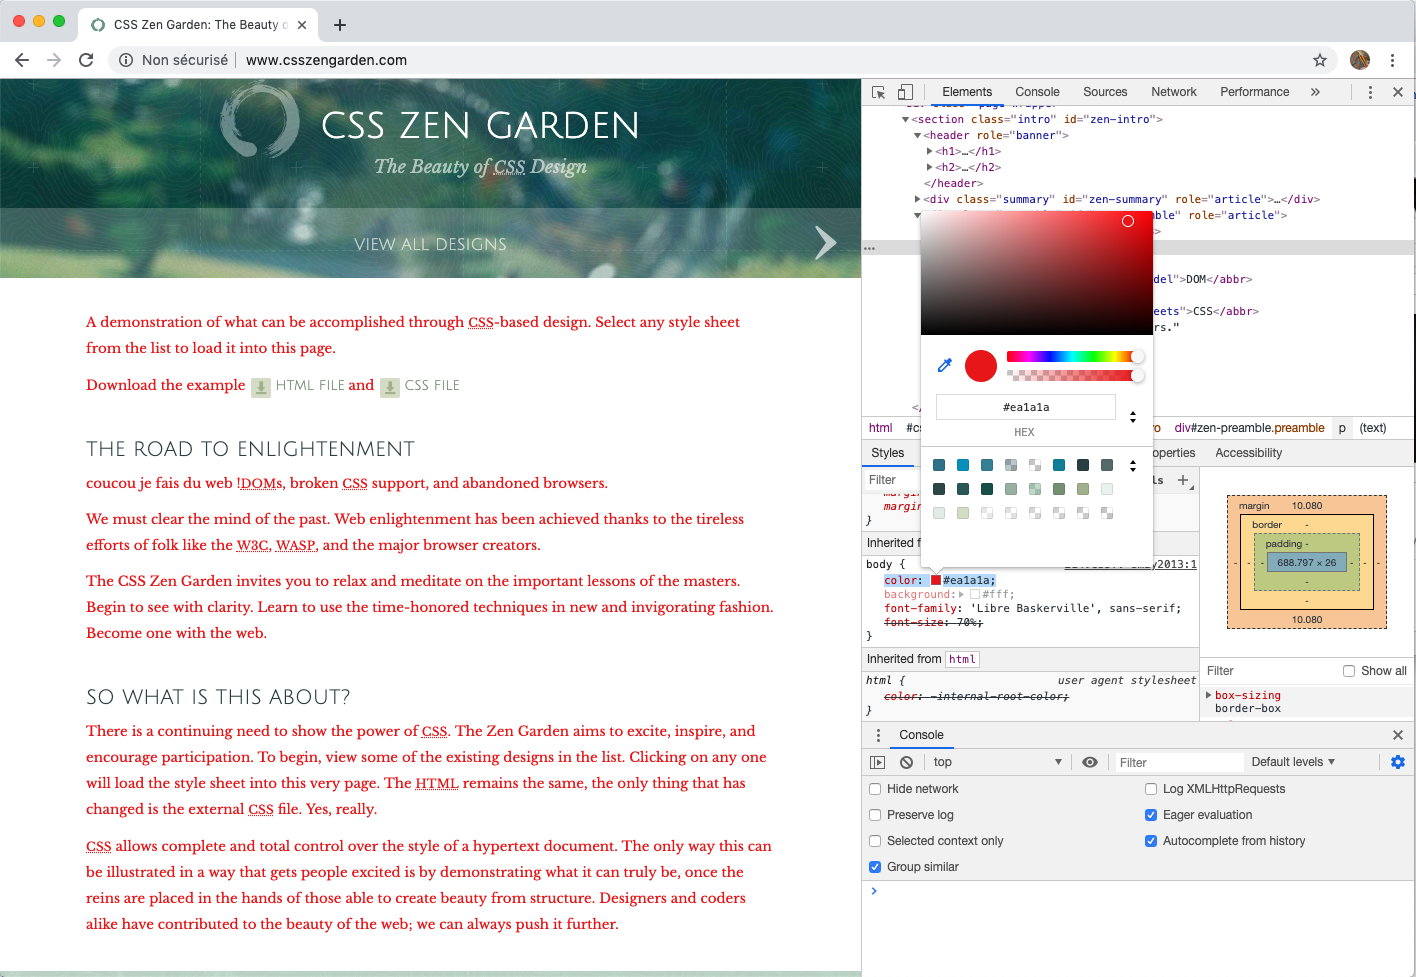 CSS Zen Garden: The Beauty o
Non sécurisé
www.csszengarden.com
CSS ZEN GARDEN
The Beauty of CSS Design
VIEW ALL DESIGNS
A demonstration of what can be accomplished through CSS-based design. Select any style sheet
from the list to load it into this page.
Download the example HTML FILE and CSS FILE
THE ROAD TO ENLIGHTENMENT
coucou je fais du web !DOMs, broken CSS support, and abandoned browsers.
We must clear the mind of the past. Web enlightenment has been achieved thanks to the tireless
efforts of folk like the W3C, WASP, and the major browser creators.
The CSS Zen Garden invites you to relax and meditate on the important lessons of the masters.
Begin to see with clarity. Learn to use the time-honored techniques in new and invigorating fashion.
Become one with the web.
SO WHAT IS THIS ABOUT?
There is a continuing need to show the power of CSS. The Zen Garden aims to excite, inspire, and
encourage participation. To begin, view some of the existing designs in the list. Clicking on any one
will load the style sheet into this very page. The HTML remains the same, the only thing that has
changed is the external CSS file. Yes, really.
CSS allows complete and total control over the style of a hypertext document. The only way this can
be illustrated in a way that gets people excited is by demonstrating what it can truly be, once the
reins are placed in the hands of those able to create beauty from structure. Designers and coders
alike have contributed to the beauty of the web; we can always push it further.
Elements Console Sources Network Performance »
<section class="intro" id="zen-intro">
<header role="banner">
<h1>…</h1>
<h2>…</h2>
</header>
<div class="summary" id="zen-summary" role="article">…</div>
mble" role="article">
s>
…
del">DOM</abbr>
eets">CSS</abbr>
rs."
</
#ea1a1a
HEX
html #cs ro div#zen-preamble.preamble p (text)
Styles operties Accessibility
Filter ls
margin
}
Inherited f
body {
color: #ea1a1a;
background: #fff;
font-family: 'Libre Baskerville', sans-serif;
font-size: 70%;
}
Inherited from html
html { user agent stylesheet
color: -internal-root-color;
}
margin 10.080
border -
padding -
- - - 688.797 × 26 - - -
-
-
10.080
Filter Show all
box-sizing
border-box
Console
top Filter Default levels
Hide network
Log XMLHttpRequests
Preserve log
Eager evaluation
Selected context only
Autocomplete from history
Group similar